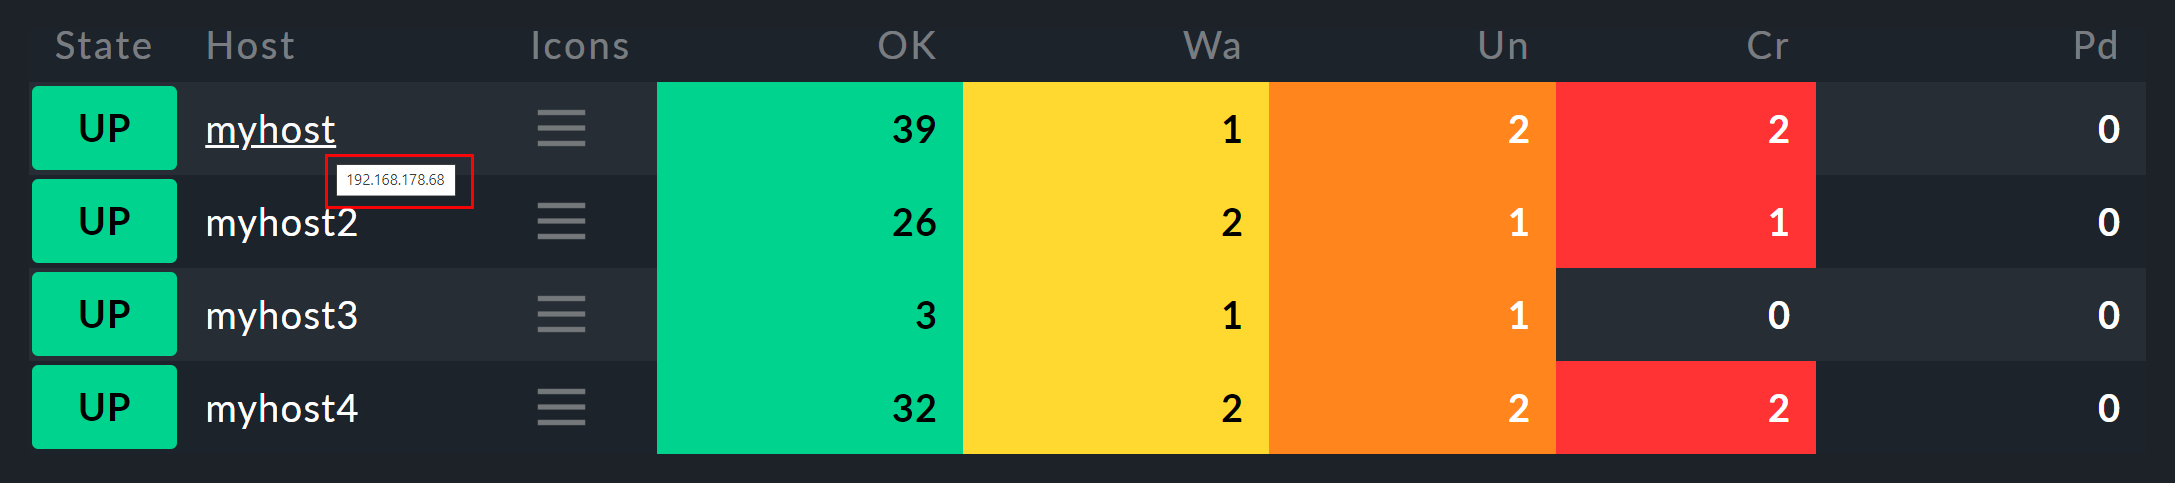 State Host Icons OK Wa Un Cr Pd
UP myhost 39 1 2 2 0
192.168.178.68
UP myhost2 26 2 1 1 0
UP myhost3 3 1 1 0 0
UP myhost4 32 2 2 2 0